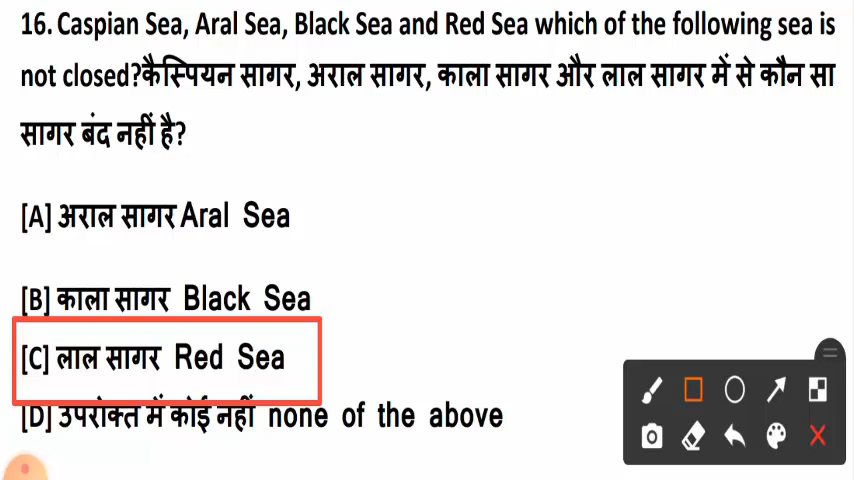 16. Caspian Sea, Aral Sea, Black Sea and Red Sea which of the following sea is
not closed?कैस्पियन सागर, अराल सागर, काला सागर और लाल सागर में से कौन सा
सागर बंद नहीं है?
[A] अराल सागर Aral Sea
[B] काला सागर Black Sea
[C] लाल सागर Red Sea
[D] उपरोक्त में कोई नहीं none of the above